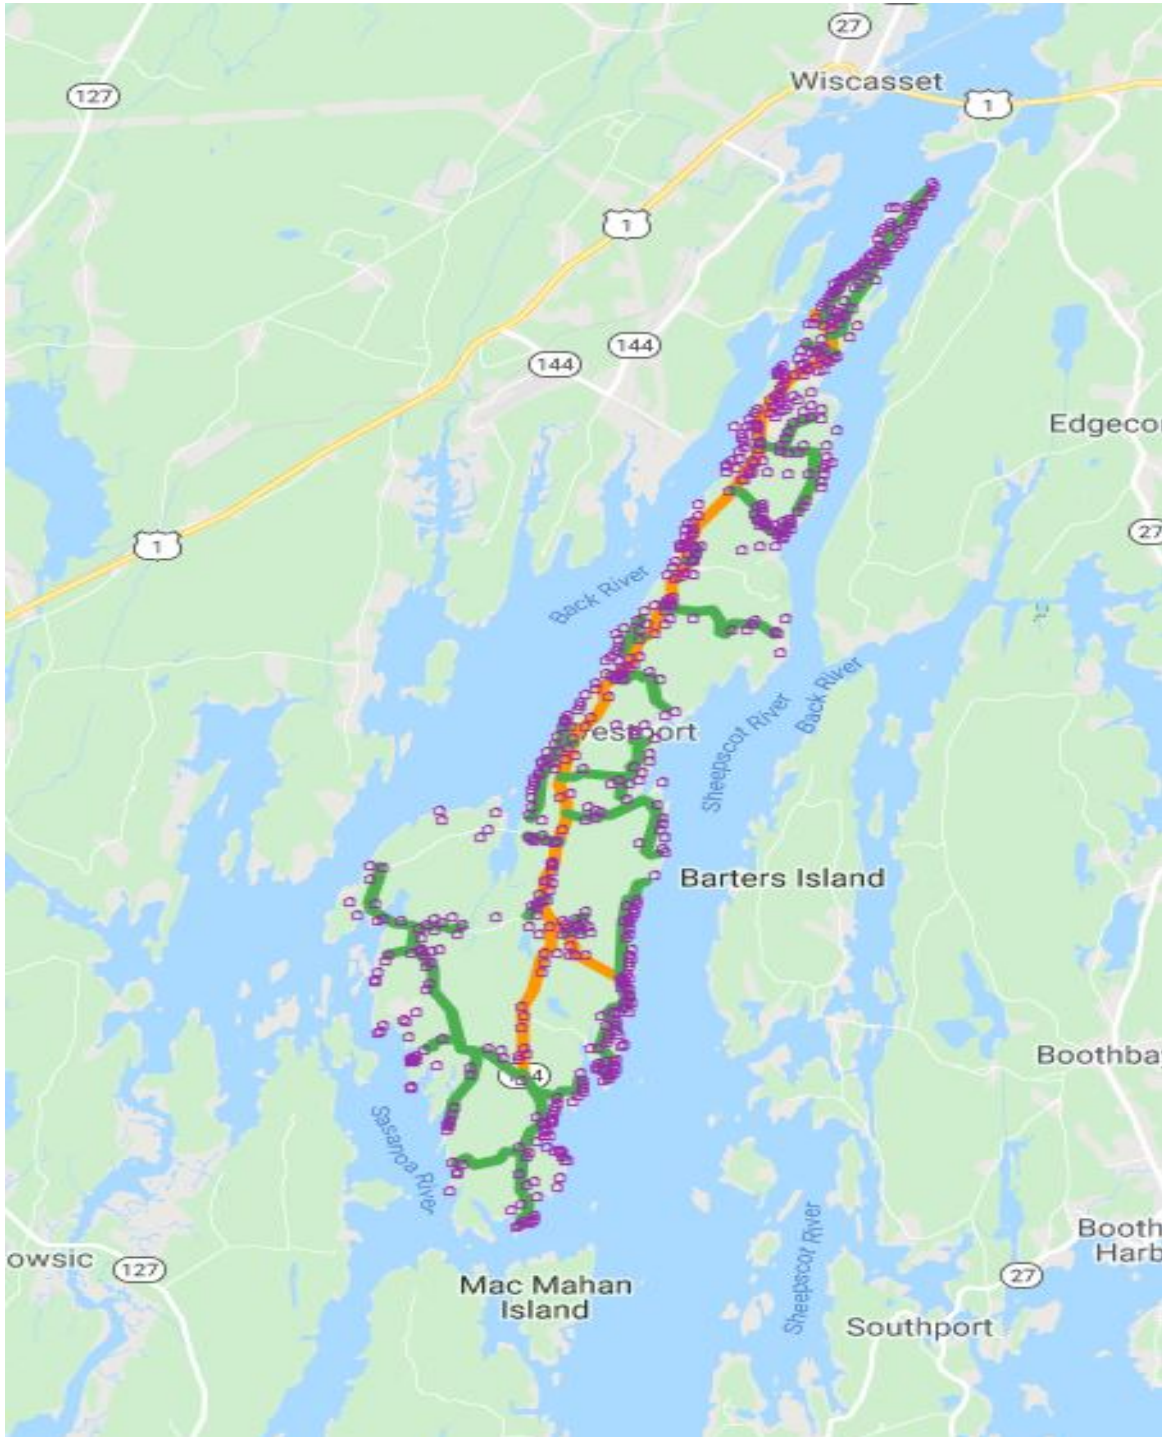 27
Wiscasset
127
1
1
144
144
Edgeco
27
1
Back River
Back River
Sheepscot River
Barters Island
Boothba
Sasanoa River
Sheepscot River
Booth
Harb
owsic
127
27
Mac Mahan
Island
Southport